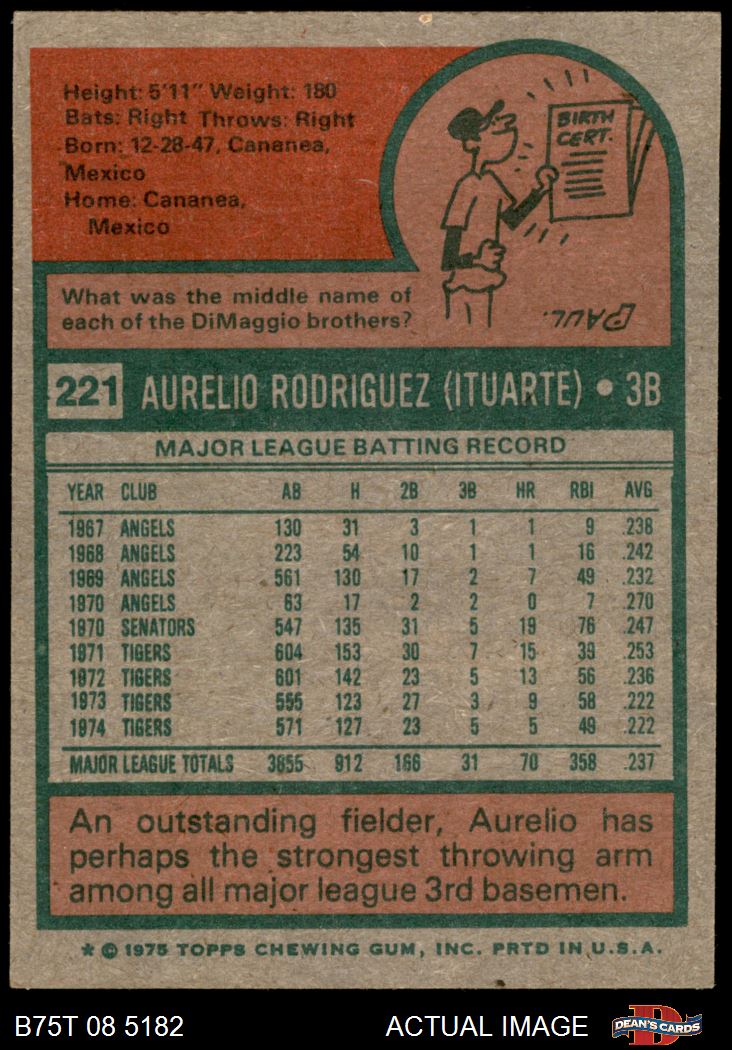 Height: 5'11" Weight: 180
Bats: Right Throws: Right
Born: 12-28-47, Cananea,
Mexico
Home: Cananea,
Mexico
BIRTH
CERT.
What was the middle name of
each of the DiMaggio brothers?
PAUL.
221 AURELIO RODRIGUEZ (ITUARTE) • 3B
MAJOR LEAGUE BATTING RECORD
YEAR CLUB AB H 2B 3B HR RBI AVG
1967 ANGELS 130 31 3 1 1 9 .238
1968 ANGELS 223 54 10 1 1 16 .242
1969 ANGELS 561 130 17 2 7 49 .232
1970 ANGELS 63 17 2 2 0 7 .270
1970 SENATORS 547 135 31 5 19 76 .247
1971 TIGERS 604 153 30 7 15 39 .253
1972 TIGERS 601 142 23 5 13 56 .236
1973 TIGERS 555 123 27 3 9 58 .222
1974 TIGERS 571 127 23 5 5 49 .222
MAJOR LEAGUE TOTALS 3855 912 166 31 70 358 .237
An outstanding fielder, Aurelio has
perhaps the strongest throwing arm
among all major league 3rd basemen.
* © 1975 TOPPS CHEWING GUM, INC. PRTD IN U.S.A.
B75T 08 5182 ACTUAL IMAGE
D
DEAN'S CARDS